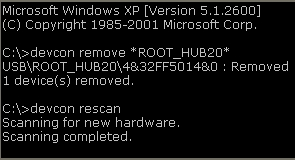 Microsoft Windows XP [Version 5.1.2600]
(C) Copyright 1985-2001 Microsoft Corp.
C:\>devcon remove *ROOT_HUB20*
USB\ROOT_HUB20\4&32FF5014&0 : Removed
1 device(s) removed.
C:\>devcon rescan
Scanning for new hardware.
Scanning completed.